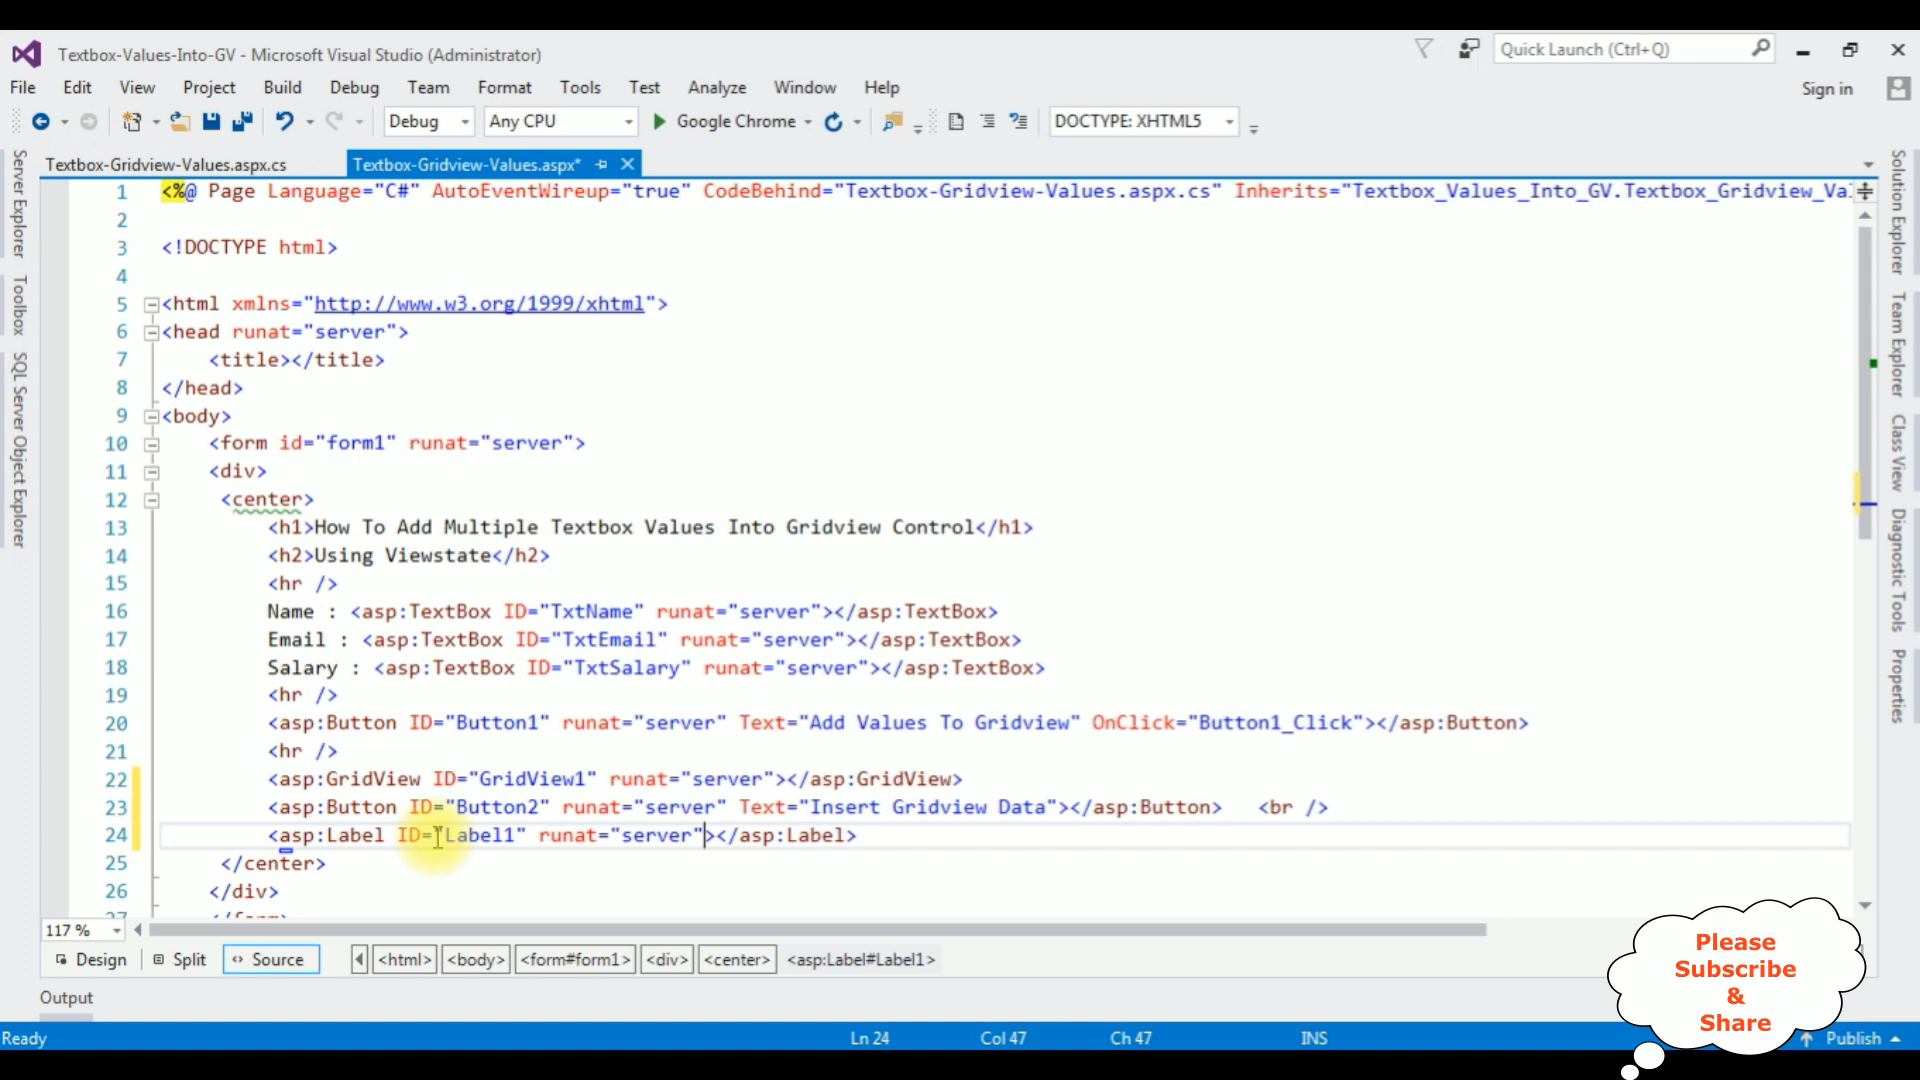 Textbox-Values-Into-GV - Microsoft Visual Studio (Administrator)
Quick Launch (Ctrl+Q)
File Edit View Project Build Debug Team Format Tools Test Analyze Window Help
Sign in
Debug Any CPU Google Chrome DOCTYPE: XHTML5
Textbox-Gridview-Values.aspx.cs Textbox-Gridview-Values.aspx*
1 <%@ Page Language="C#" AutoEventWireup="true" CodeBehind="Textbox-Gridview-Values.aspx.cs" Inherits="Textbox_Values_Into_GV.Textbox_Gridview_Va
2
3 <!DOCTYPE html>
4
5 <html xmlns="http://www.w3.org/1999/xhtml">
6 <head runat="server">
7 <title></title>
8 </head>
9 <body>
10 <form id="form1" runat="server">
11 <div>
12 <center>
13 <h1>How To Add Multiple Textbox Values Into Gridview Control</h1>
14 <h2>Using Viewstate</h2>
15 <hr />
16 Name : <asp:TextBox ID="TxtName" runat="server"></asp:TextBox>
17 Email : <asp:TextBox ID="TxtEmail" runat="server"></asp:TextBox>
18 Salary : <asp:TextBox ID="TxtSalary" runat="server"></asp:TextBox>
19 <hr />
20 <asp:Button ID="Button1" runat="server" Text="Add Values To Gridview" OnClick="Button1_Click"></asp:Button>
21 <hr />
22 <asp:GridView ID="GridView1" runat="server"></asp:GridView>
23 <asp:Button ID="Button2" runat="server" Text="Insert Gridview Data"></asp:Button> <br />
24 <asp:Label ID="Label1" runat="server"></asp:Label>
25 </center>
26 </div>
117 %
Design Split Source <html> <body> <form#form1> <div> <center> <asp:Label#Label1>
Output
Ready Ln 24 Col 47 Ch 47 INS Publish
Server Explorer
Toolbox
SQL Server Object Explorer
Solution Explorer
Team Explorer
Class View
Diagnostic Tools
Properties
Please
Subscribe
&
Share